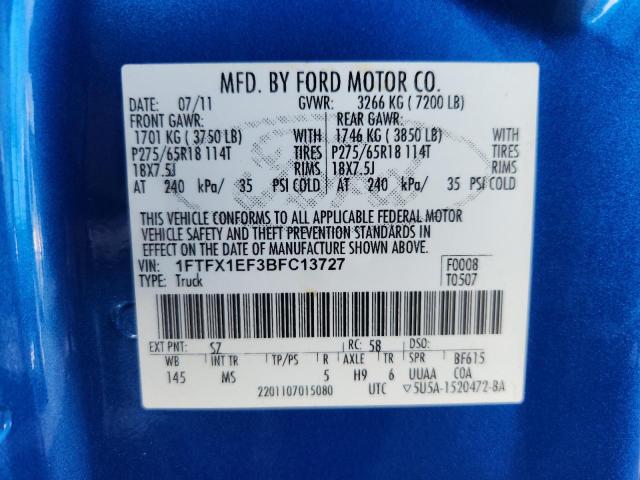 MFD. BY FORD MOTOR CO.
DATE: 07/11 GVWR: 3266 KG ( 7200 LB)
FRONT GAWR: REAR GAWR:
1701 KG ( 3750 LB) WITH 1746 KG ( 3850 LB) WITH
P275/65R18 114T TIRES P275/65R18 114T TIRES
18X7.5J RIMS 18X7.5J RIMS
AT 240 kPa/ 35 PSI COLD AT 240 kPa/ 35 PSI COLD
THIS VEHICLE CONFORMS TO ALL APPLICABLE FEDERAL MOTOR
VEHICLE SAFETY AND THEFT PREVENTION STANDARDS IN
EFFECT ON THE DATE OF MANUFACTURE SHOWN ABOVE.
VIN: 1FTFX1EF3BFC13727 F0008
TYPE: Truck T0507
EXT PNT: SZ RC: 58 DSO:
WB INT TR TP/PS R AXLE TR SPR BF615
145 MS 5 H9 6 UUAA COA
2201107015080 UTC ▽5U5A-1520472-BA